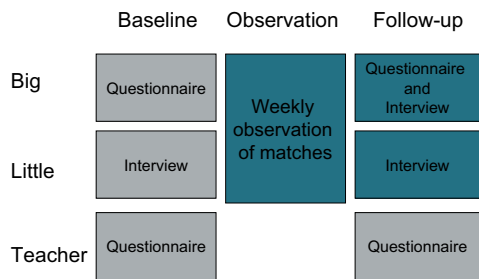 Baseline Observation Follow-up
Big
Questionnaire
Weekly
observation
of matches
Questionnaire
and
Interview
Little
Interview
Interview
Teacher
Questionnaire
Questionnaire